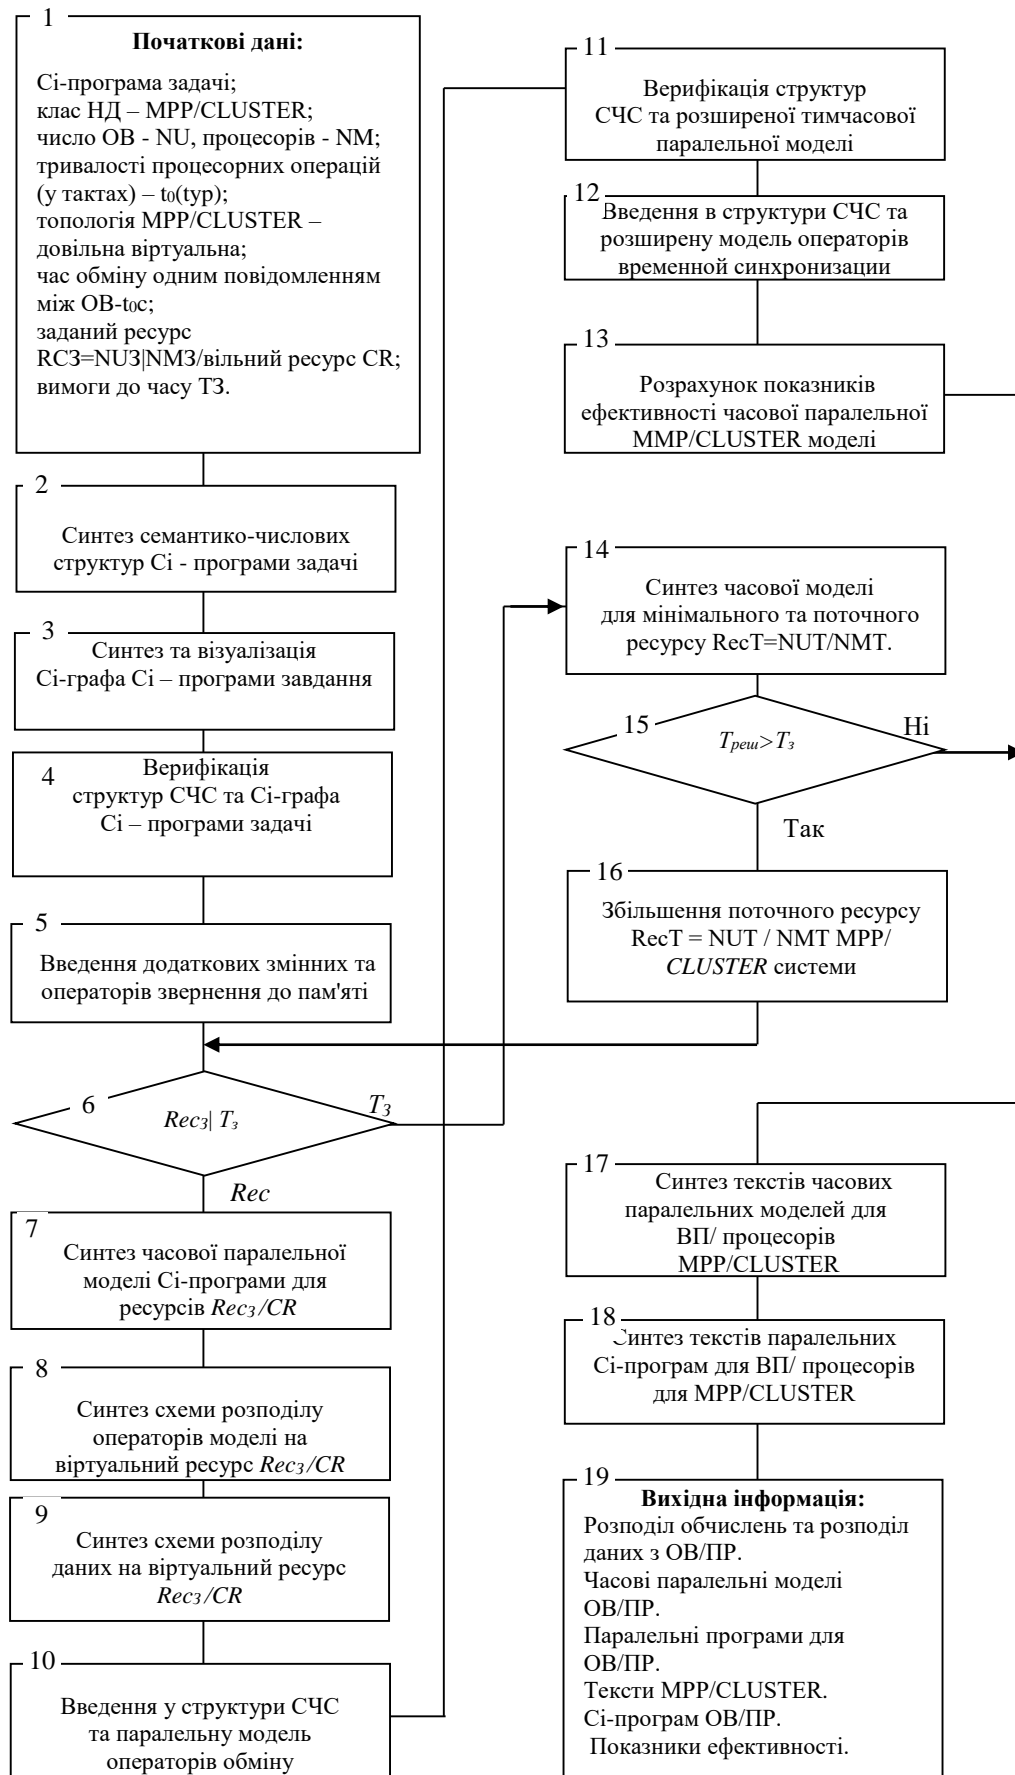 1
Початкові дані:
Сі-програма задачі;
клас НД – MPP/CLUSTER;
число ОВ - NU, процесорів - NM;
тривалості процесорних операцій
(у тактах) – t0(typ);
топологія MPP/CLUSTER –
довільна віртуальна;
час обміну одним повідомленням
між ОВ-t0c;
заданий ресурс
RCЗ=NUЗ|NMЗ/вільний ресурс CR;
вимоги до часу ТЗ.
2
Синтез семантико-числових
структур Сі - програми задачі
3
Синтез та візуалізація
Сі-графа Сі – програми завдання
4
Верифікація
структур СЧС та Сі-графа
Сі – програми задачі
5
Введення додаткових змінних та
операторів звернення до пам'яті
6
RecЗ| Tз
TЗ
Rec
7
Синтез часової паралельної
моделі Сі-програми для
ресурсів RecЗ/CR
8
Синтез схеми розподілу
операторів моделі на
віртуальний ресурс RecЗ/CR
9
Синтез схеми розподілу
даних на віртуальний ресурс
RecЗ/CR
10
Введення у структури СЧС
та паралельну модель
операторів обміну
11
Верифікація структур
СЧС та розширеної тимчасової
паралельної моделі
12
Введення в структури СЧС та
розширену модель операторів
временной синхронизации
13
Розрахунок показників
ефективності часової паралельної
MMP/CLUSTER моделі
14
Синтез часової моделі
для мінімального та поточного
ресурсу RecT=NUT/NMT.
15
Tреш>Tз
Ні
Так
16
Збільшення поточного ресурсу
RecT = NUT / NMT MPP/
CLUSTER системи
17
Синтез текстів часових
паралельних моделей для
ВП/ процесорів
MPP/CLUSTER
18
Синтез текстів паралельних
Сі-програм для ВП/ процесорів
для MPP/CLUSTER
19
Вихідна інформація:
Розподіл обчислень та розподіл
даних з ОВ/ПР.
Часові паралельні моделі
ОВ/ПР.
Паралельні програми для
ОВ/ПР.
Тексти MPP/CLUSTER.
Сі-програм ОВ/ПР.
Показники ефективності.